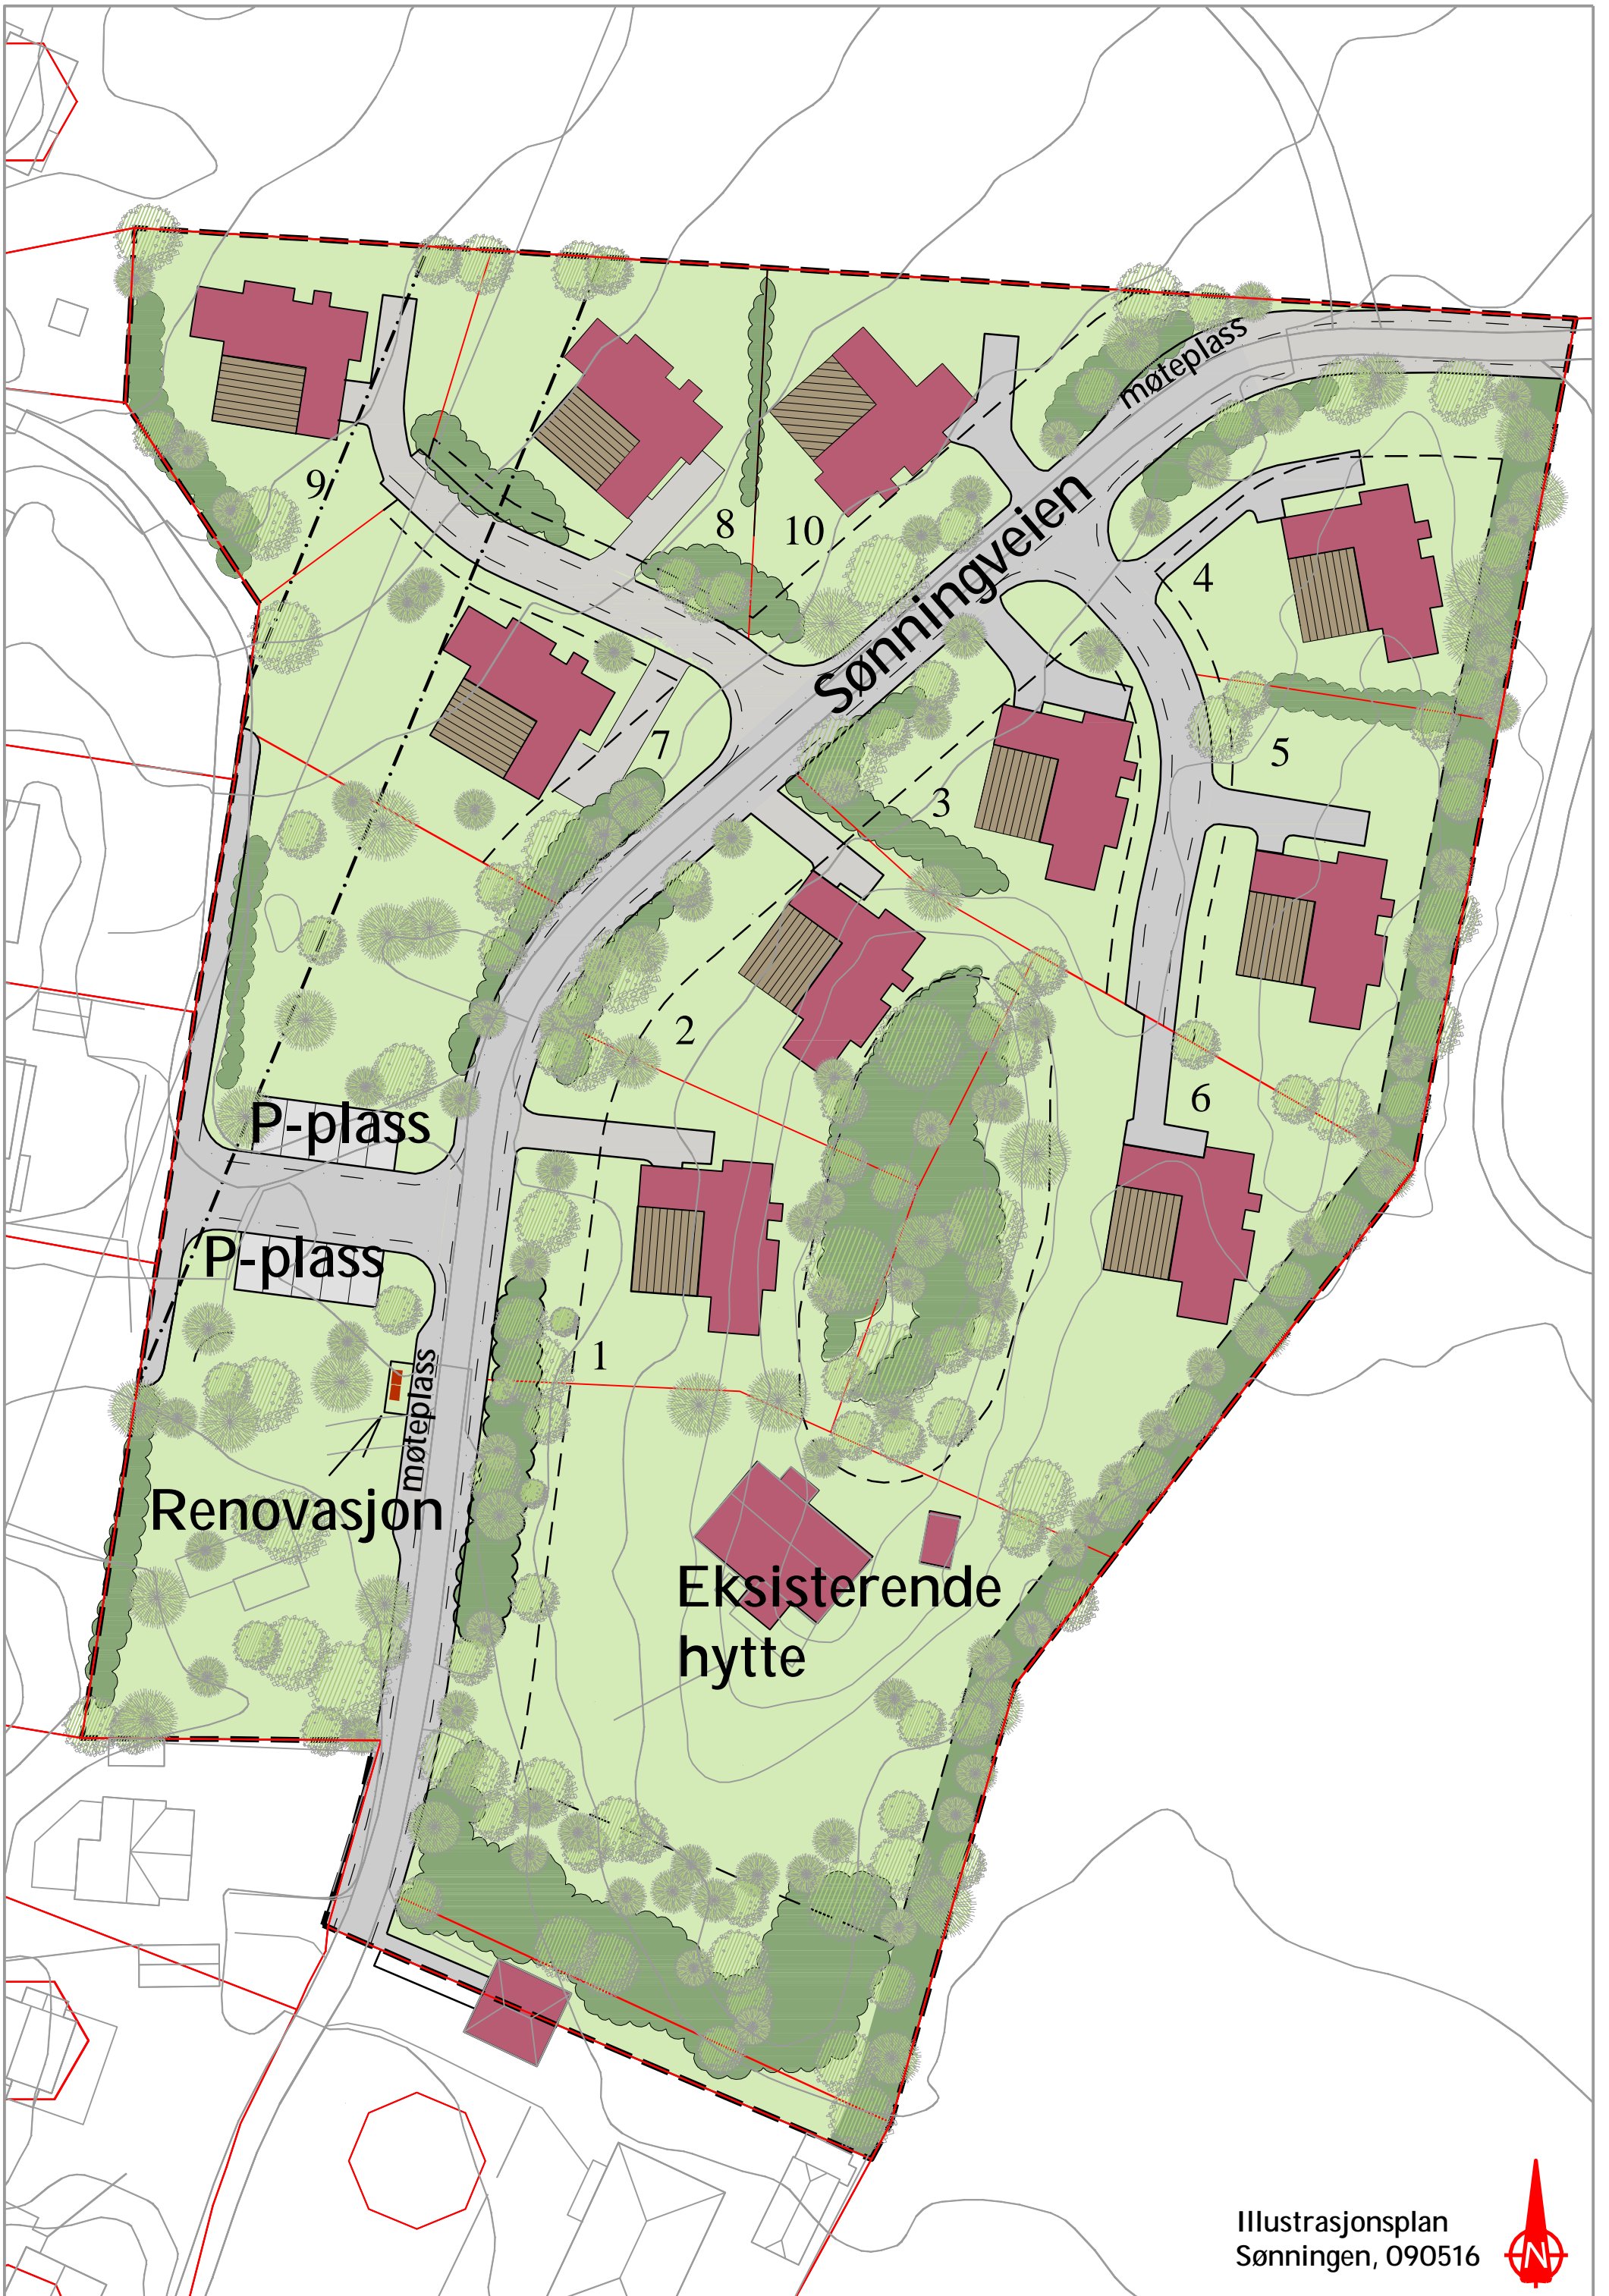 møteplass
9
8
10
Sønningveien
4
7
5
3
2
6
P-plass
P-plass
1
møteplass
Renovasjon
Eksisterende
hytte
Illustrasjonsplan
Sønningen, 090516
N